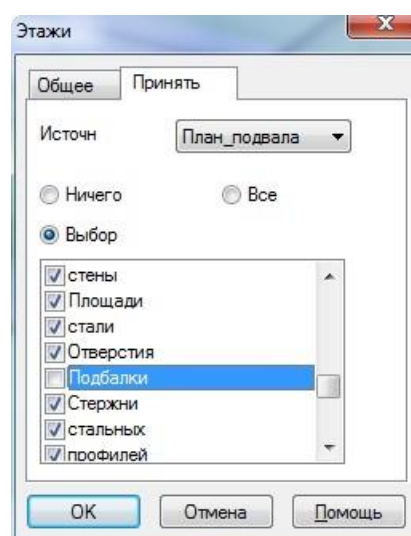 Этажи
Общее Принять
Источн План_подвала
Ничего Все
Выбор
стены
Площади
стали
Отверстия
Подбалки
Стержни
стальных
профилей
OK Отмена Помощь